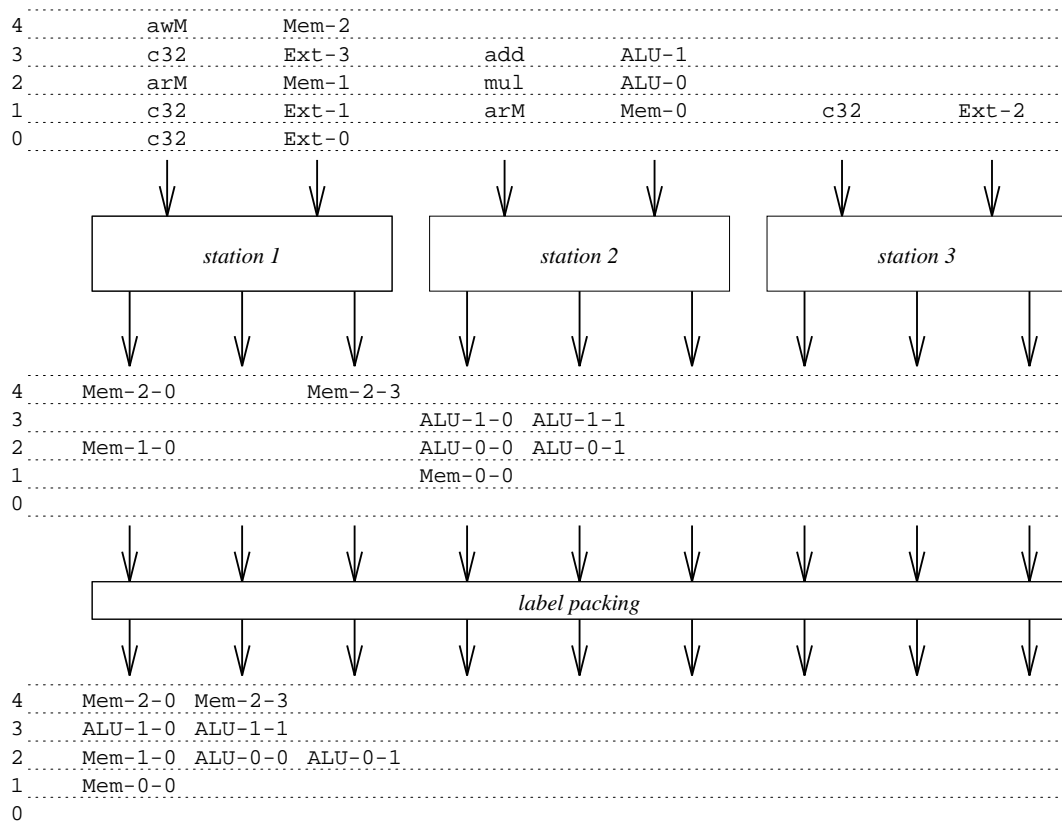 4 awM Mem-2
3 c32 Ext-3 add ALU-1
2 arM Mem-1 mul ALU-0
1 c32 Ext-1 arM Mem-0 c32 Ext-2
0 c32 Ext-0
station 1 station 2 station 3
4 Mem-2-0 Mem-2-3
3 ALU-1-0 ALU-1-1
2 Mem-1-0 ALU-0-0 ALU-0-1
1 Mem-0-0
0
label packing
4 Mem-2-0 Mem-2-3
3 ALU-1-0 ALU-1-1
2 Mem-1-0 ALU-0-0 ALU-0-1
1 Mem-0-0
0